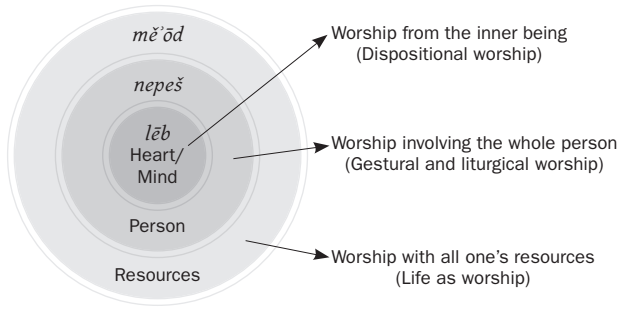 mĕʾōd
nepeš
lēb
Heart/
Mind
Person
Resources
Worship from the inner being
(Dispositional worship)
Worship involving the whole person
(Gestural and liturgical worship)
Worship with all one's resources
(Life as worship)